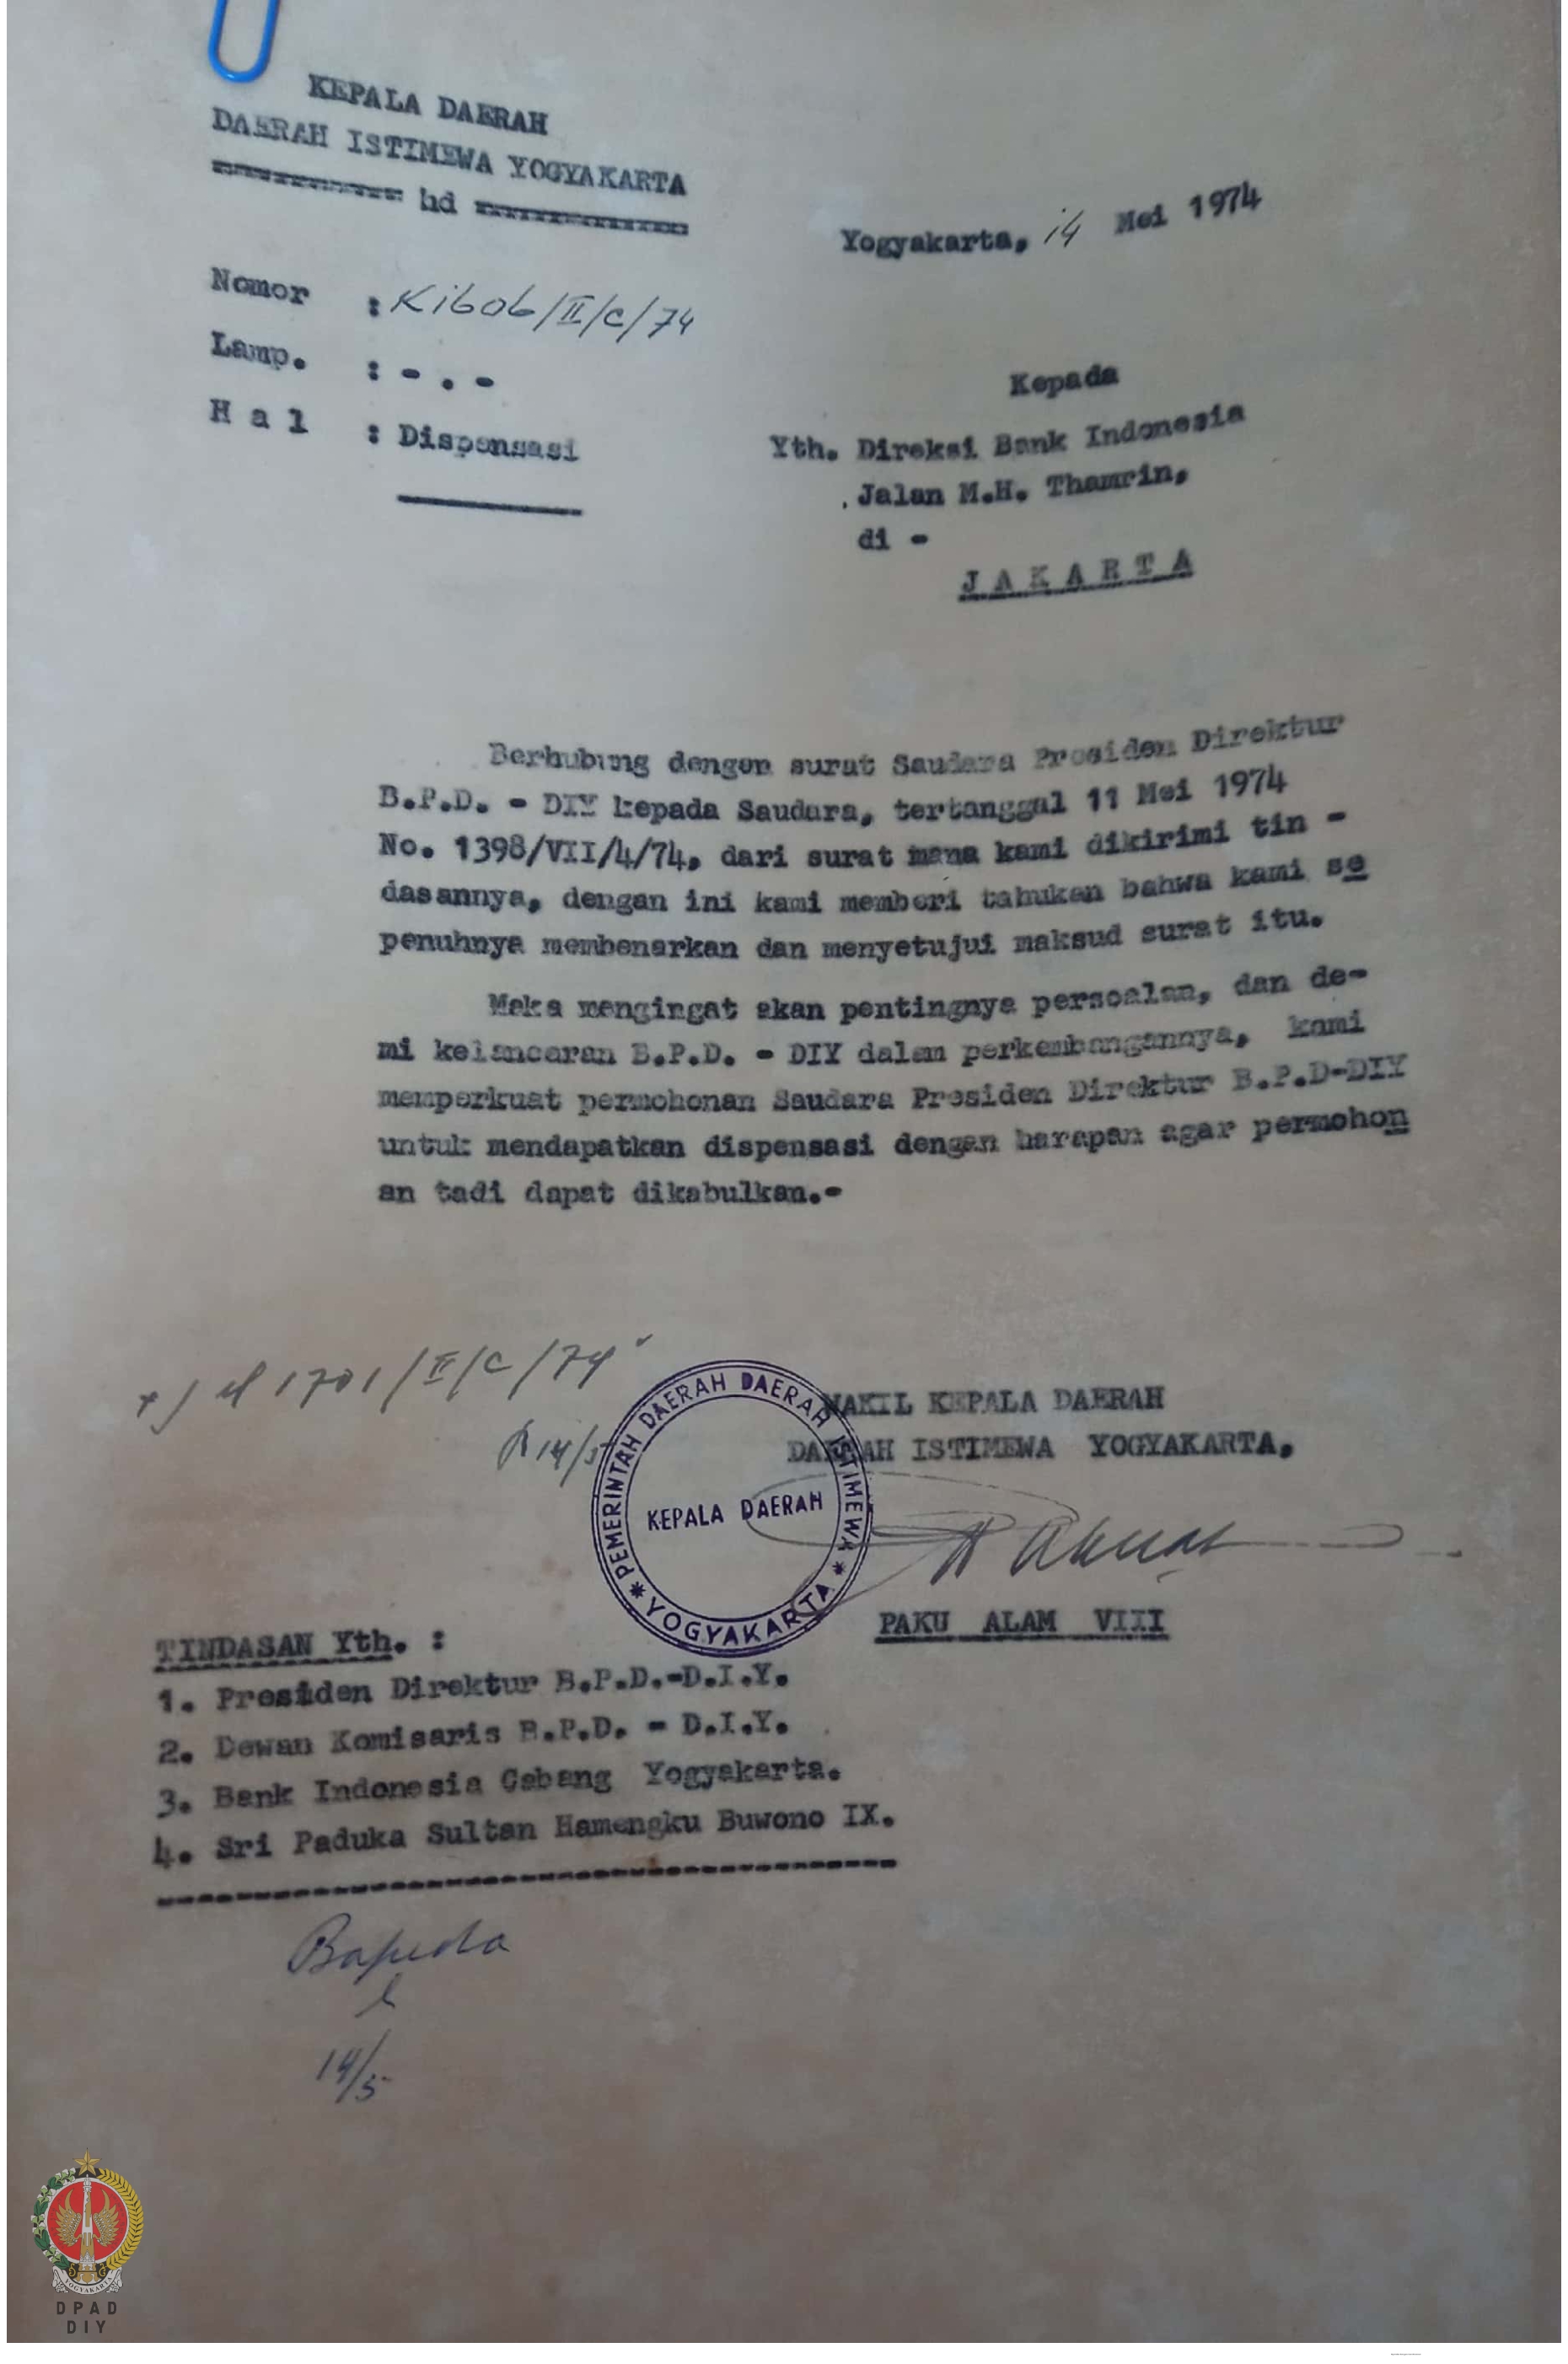 KEPALA DAERAH
DAERAH ISTIMEWA YOGYAKARTA
hd
Yogyakarta, 14 Mei 1974
Nomor : K1606/II/C/74
Lamp. : - . -
H a l : Dispensasi
Kepada
Yth. Direksi Bank Indonesia
Jalan M.H. Thamrin,
di -
J A K A R T A
Berhubung dengan surat Saudara Presiden Direktur
B.P.D. - DIY kepada Saudara, tertanggal 11 Mei 1974
No. 1398/VII/4/74, dari surat mana kami dikirimi tin -
dasannya, dengan ini kami memberi tahukan bahwa kami se
penuhnya membenarkan dan menyetujui maksud surat itu.
Maka mengingat akan pentingnya persoalan, dan de-
mi kelancaran B.P.D. - DIY dalam perkembangannya, kami
memperkuat permohonan Saudara Presiden Direktur B.P.D-DIY
untuk mendapatkan dispensasi dengan harapan agar permohon
an tadi dapat dikabulkan.-
1701/II/C/74
14/5
WAKIL KEPALA DAERAH
DAERAH ISTIMEWA YOGYAKARTA,
PEMERINTAH DAERAH DAERAH ISTIMEWA * YOGYAKARTA *
KEPALA DAERAH
PAKU ALAM VIII
TINDASAN Yth. :
1. Presiden Direktur B.P.D.-D.I.Y.
2. Dewan Komisaris B.P.D. - D.I.Y.
3. Bank Indonesia Cabang Yogyakarta.
4. Sri Paduka Sultan Hamengku Buwono IX.
Bapeda
14/5
YOGYAKARTA
DPAD
DIY